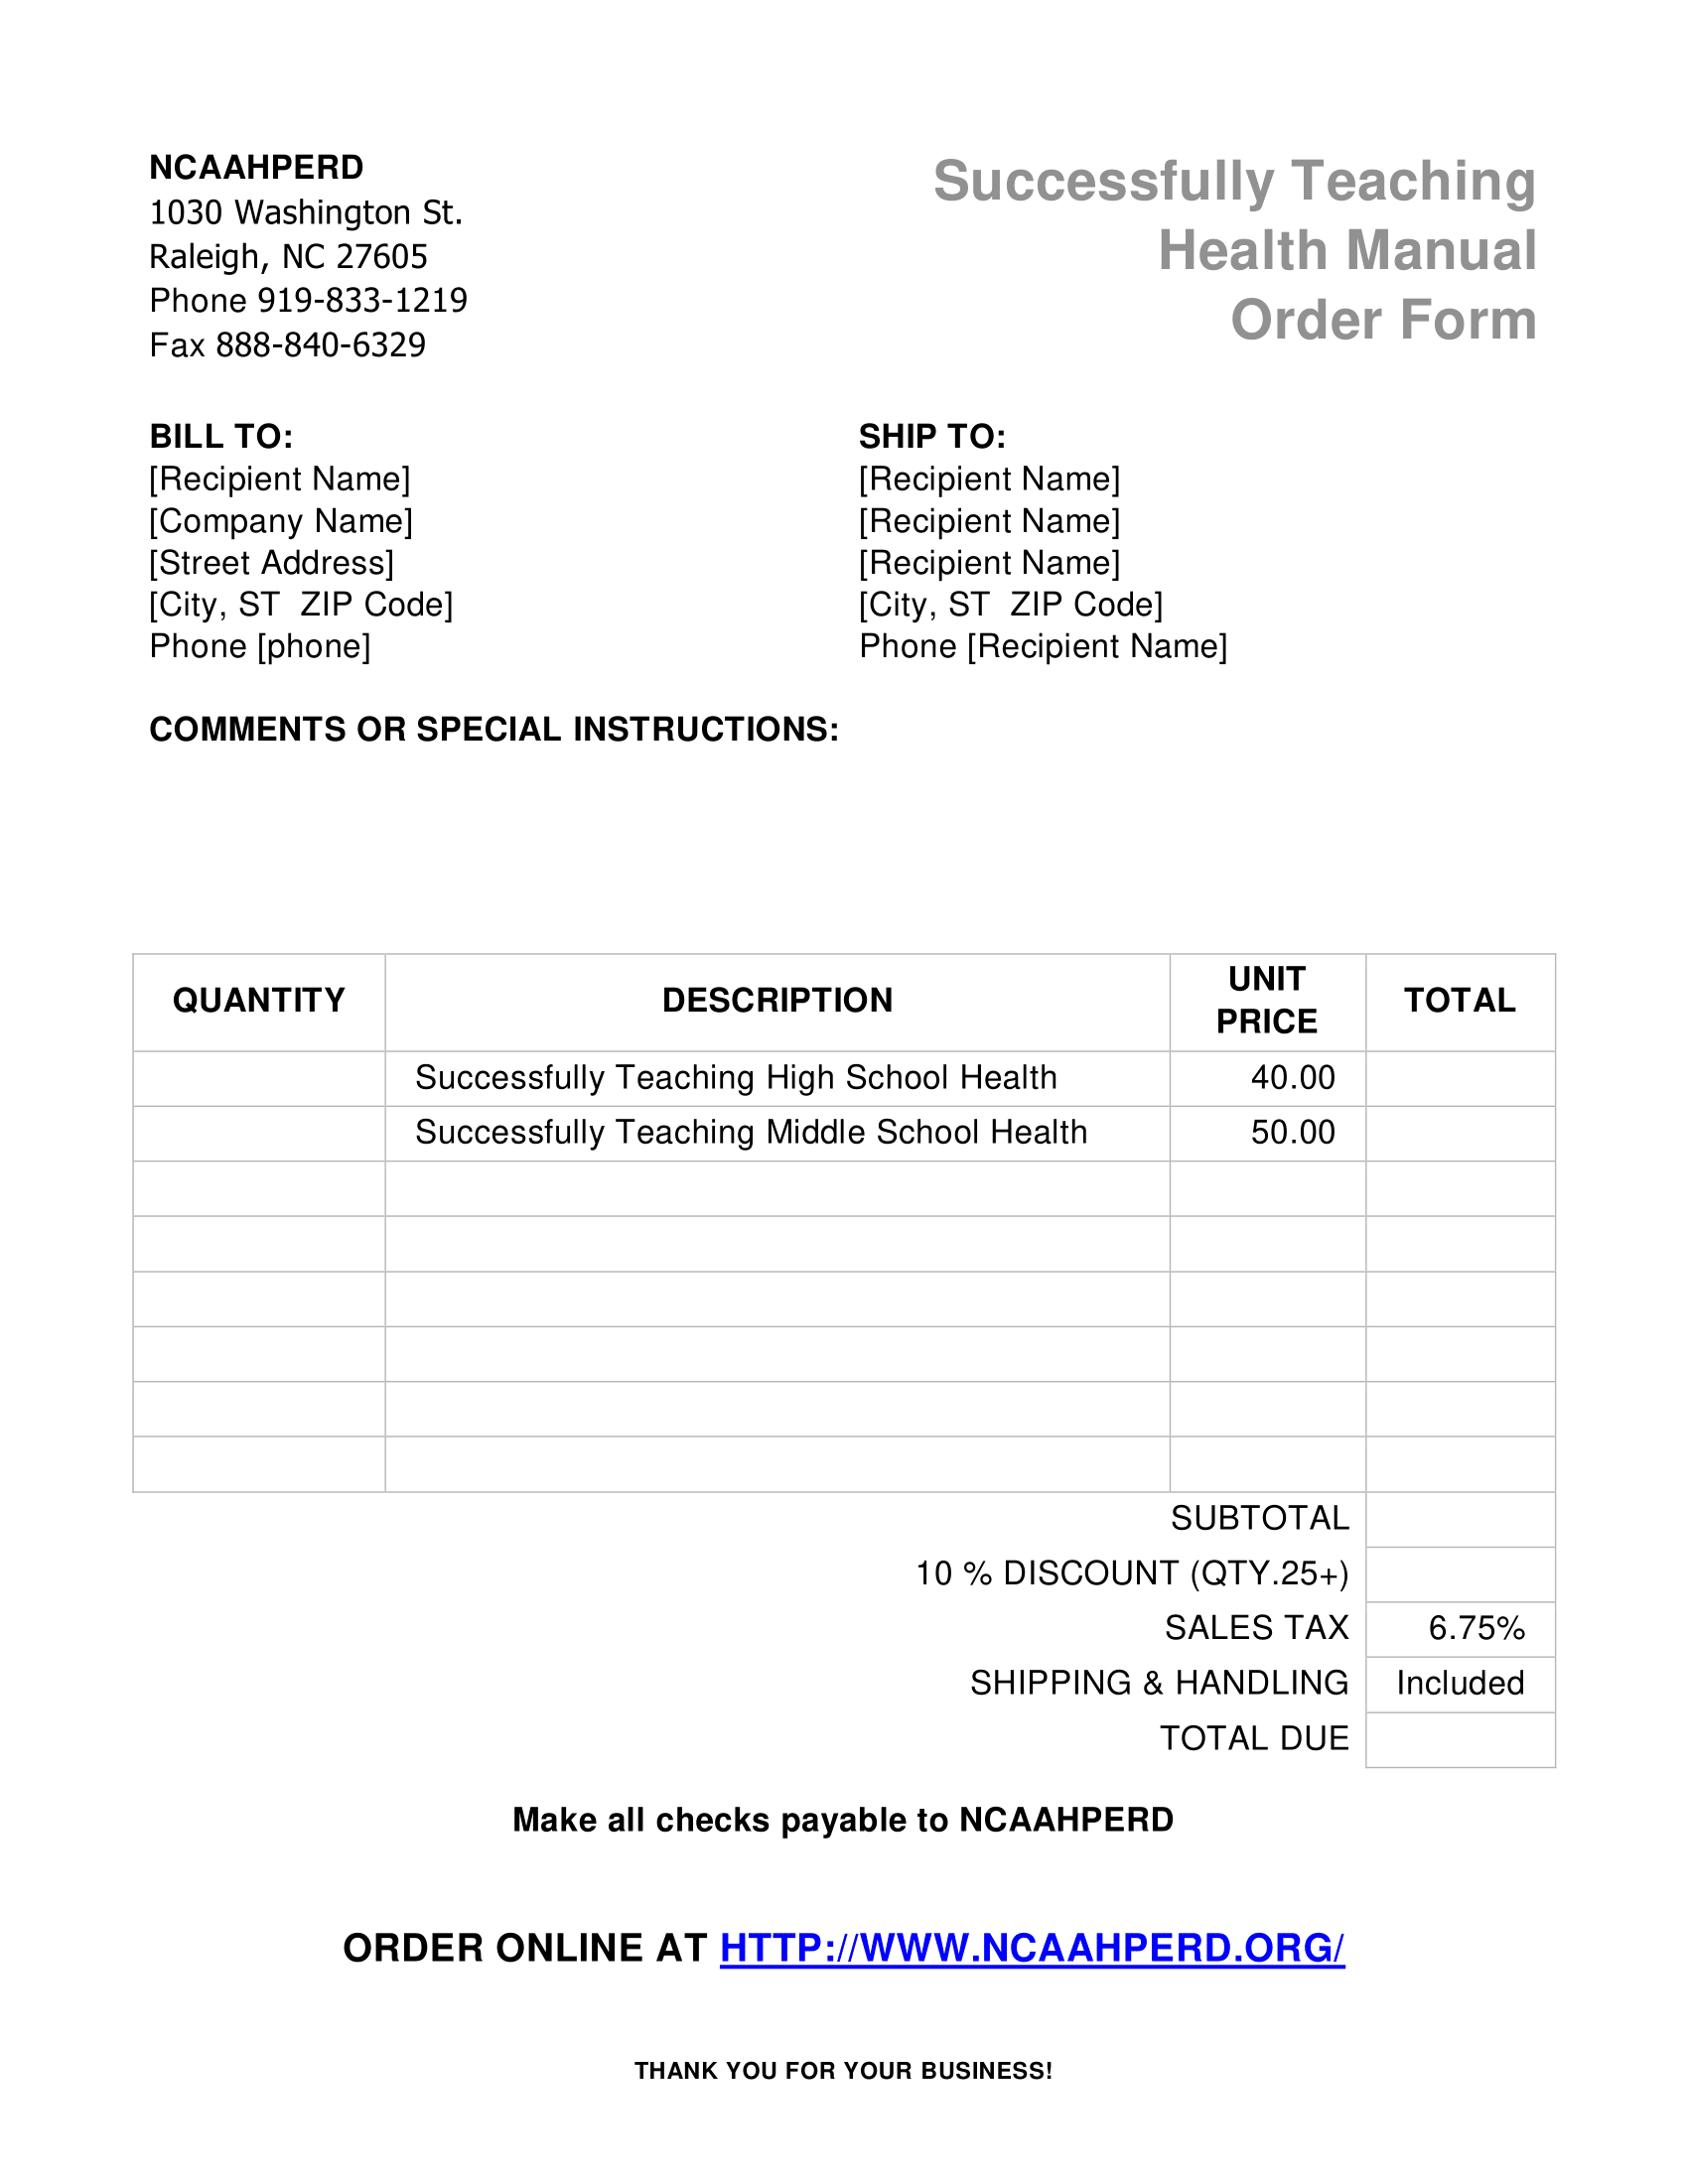 NCAAHPERD
1030 Washington St.
Raleigh, NC 27605
Phone 919-833-1219
Fax 888-840-6329
Successfully Teaching
Health Manual
Order Form
BILL TO:
[Recipient Name]
[Company Name]
[Street Address]
[City, ST  ZIP Code]
Phone [phone]
SHIP TO:
[Recipient Name]
[Recipient Name]
[Recipient Name]
[City, ST  ZIP Code]
Phone [Recipient Name]
COMMENTS OR SPECIAL INSTRUCTIONS:
QUANTITY DESCRIPTION UNIT PRICE TOTAL
Successfully Teaching High School Health 40.00
Successfully Teaching Middle School Health 50.00
SUBTOTAL
10 % DISCOUNT (QTY.25+)
SALES TAX 6.75%
SHIPPING & HANDLING Included
TOTAL DUE
Make all checks payable to NCAAHPERD
ORDER ONLINE AT HTTP://WWW.NCAAHPERD.ORG/
THANK YOU FOR YOUR BUSINESS!